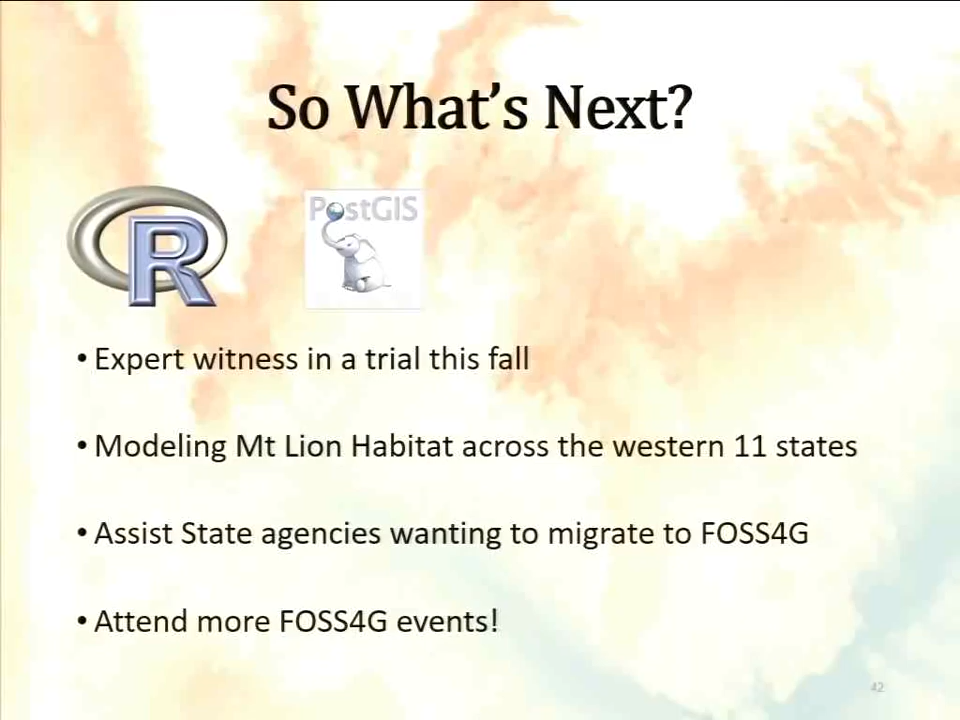 So What's Next?
R
PostGIS
• Expert witness in a trial this fall
• Modeling Mt Lion Habitat across the western 11 states
• Assist State agencies wanting to migrate to FOSS4G
• Attend more FOSS4G events!
42